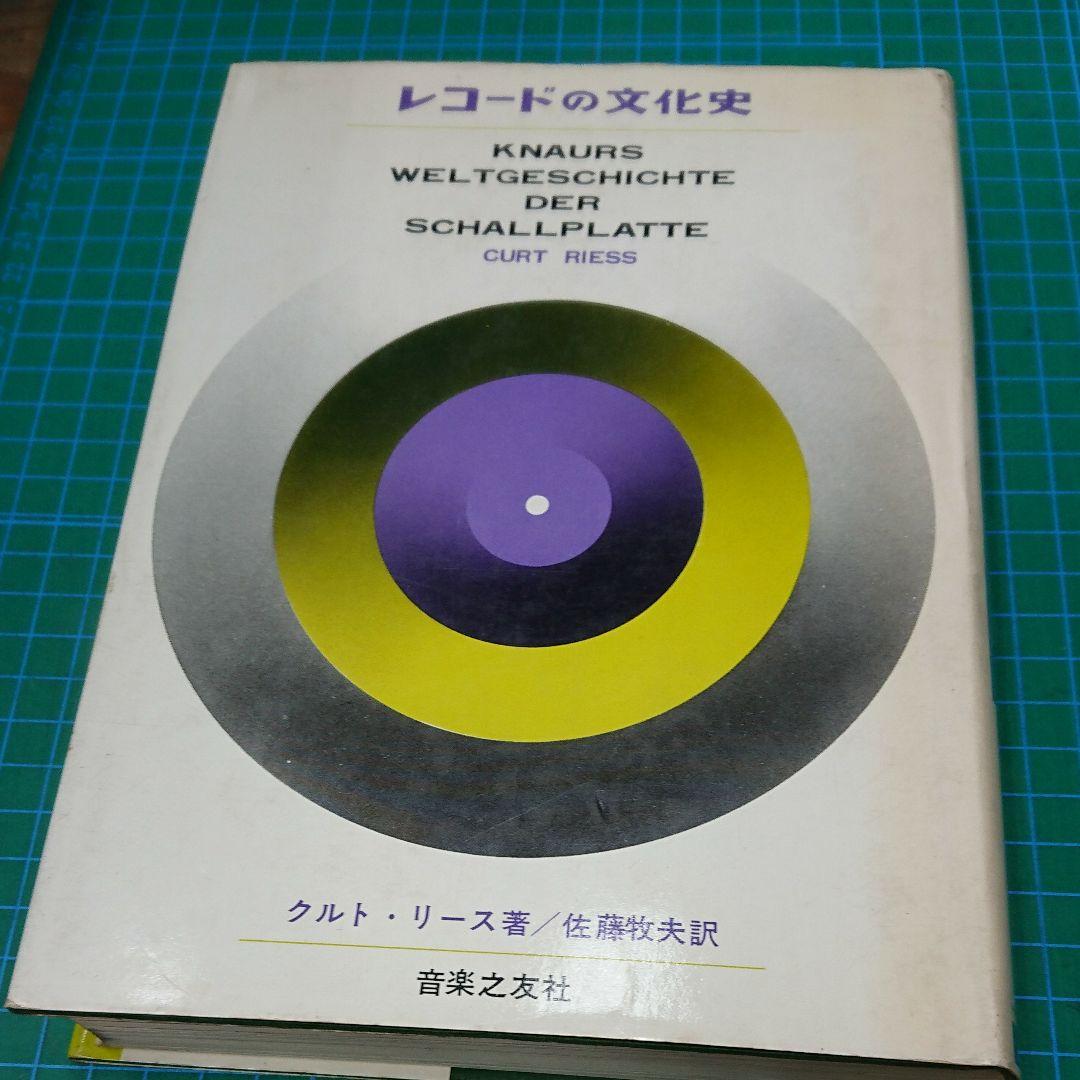 レコードの文化史
KNAURS
WELTGESCHICHTE
DER
SCHALLPLATTE
CURT RIESS
クルト・リース著／佐藤牧夫訳
音楽之友社